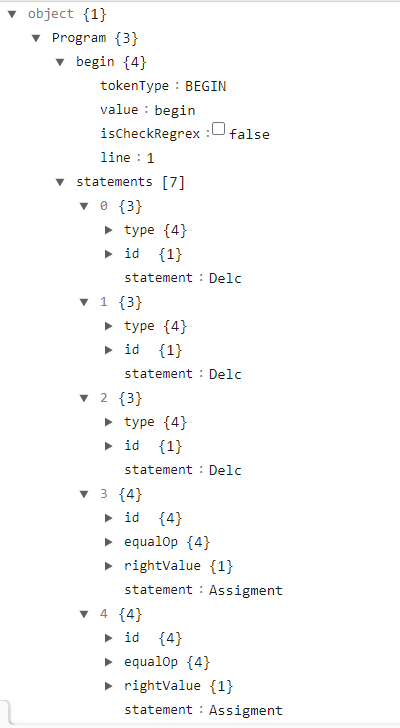 object {1}
Program {3}
begin {4}
tokenType : BEGIN
value : begin
isCheckRegrex : false
line : 1
statements [7]
0 {3}
type {4}
id {1}
statement : Delc
1 {3}
type {4}
id {1}
statement : Delc
2 {3}
type {4}
id {1}
statement : Delc
3 {4}
id {4}
equalOp {4}
rightValue {1}
statement : Assigment
4 {4}
id {4}
equalOp {4}
rightValue {1}
statement : Assigment